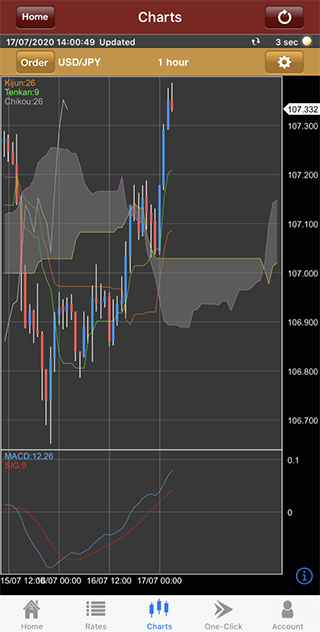 Home Charts
17/07/2020 14:00:49 Updated 3 sec
Order USD/JPY 1 hour
Kijun:26
Tenkan:9
Chikou:26
107.332
107.300
107.200
107.100
107.000
106.900
106.800
106.700
MACD:12,26
SIG:9
0.1
0
15/07 12:00 16/07 00:00 16/07 12:00 17/07 00:00
Home Rates Charts One-Click Account